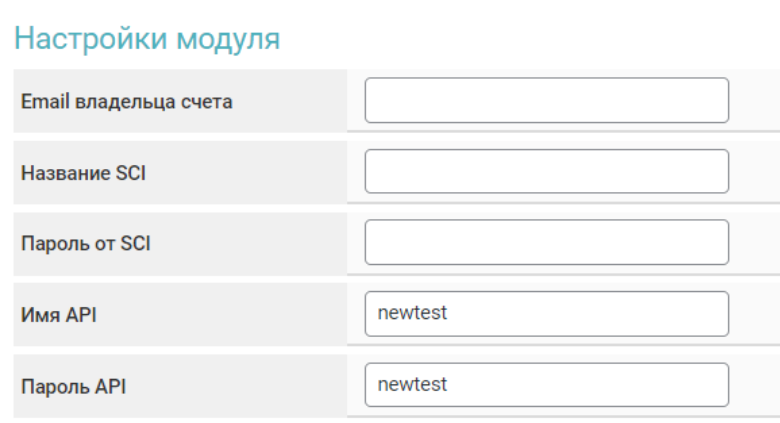 Настройки модуля
Email владельца счета
Название SCI
Пароль от SCI
Имя API
newtest
Пароль API
newtest